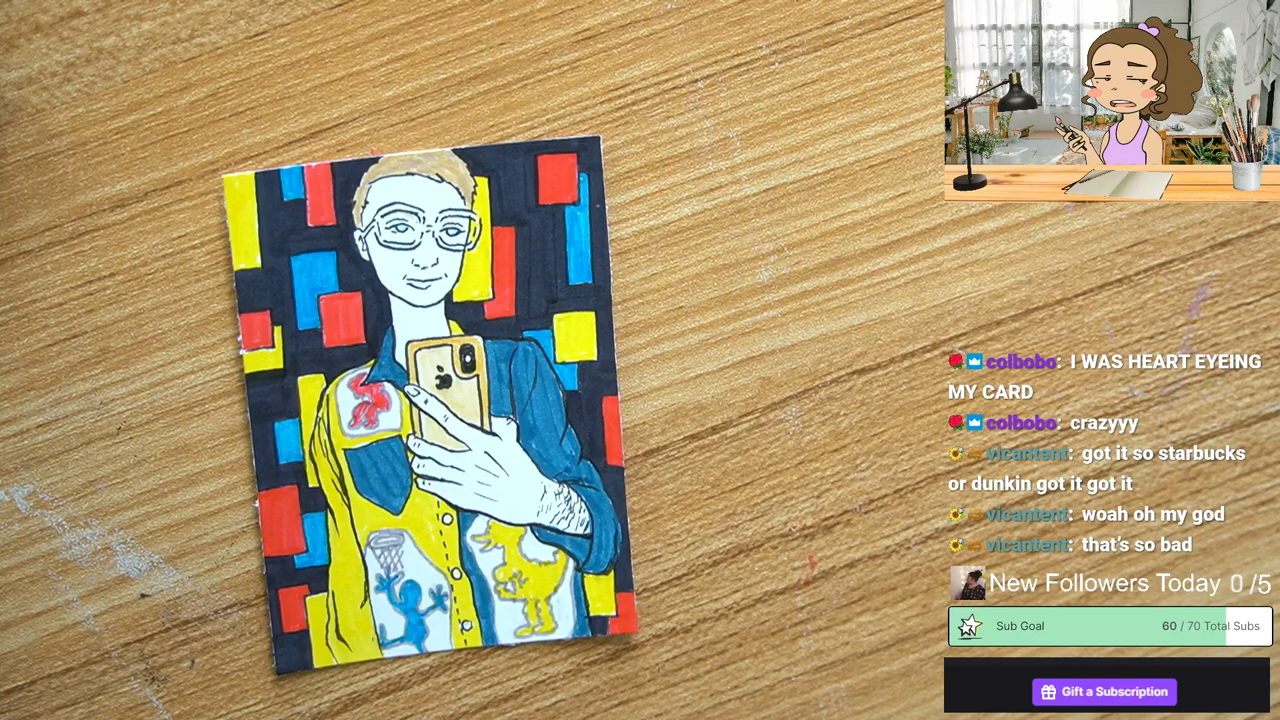 colbobo: I WAS HEART EYEING
MY CARD
colbobo: crazyyy
vicantent: got it so starbucks
or dunkin got it got it
vicantent: woah oh my god
vicantent: that's so bad
New Followers Today 0 /5
Sub Goal 60 / 70 Total Subs
Gift a Subscription